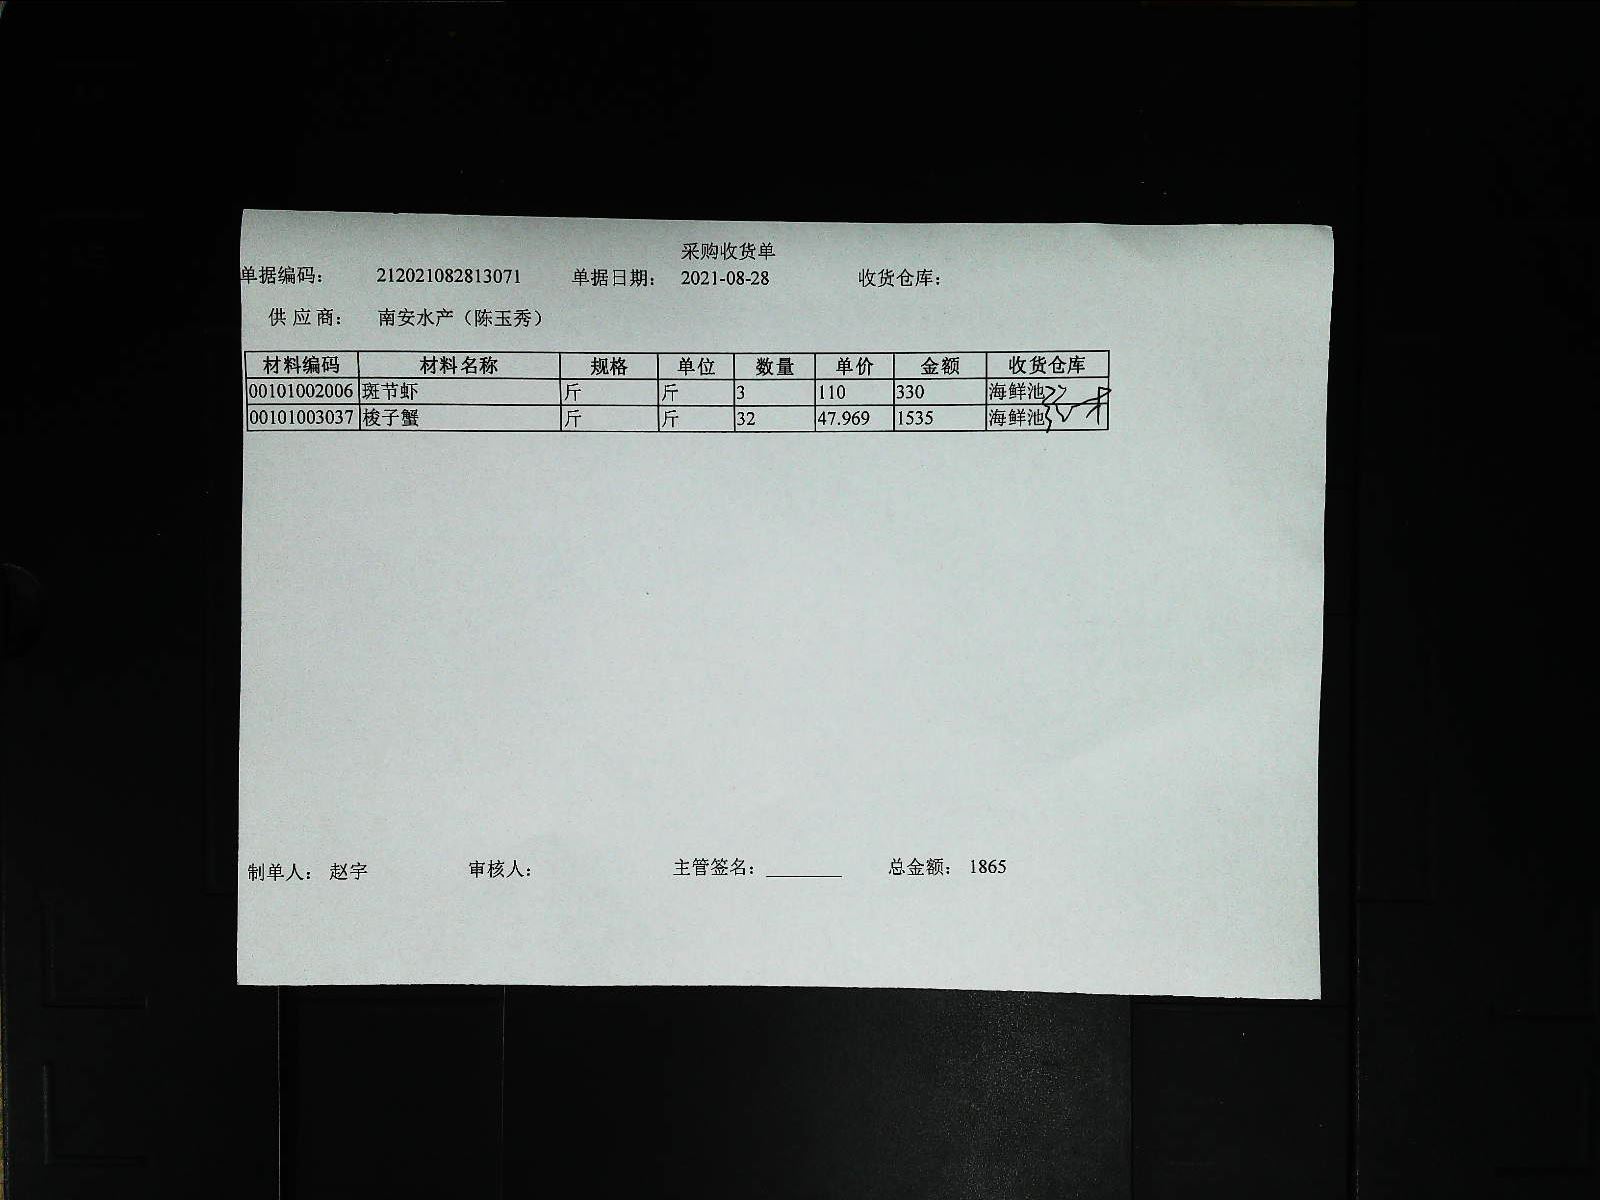 采购收货单
单据编码： 212021082813071 单据日期： 2021-08-28 收货仓库：
供应商： 南安水产（陈玉秀）
材料编码 材料名称 规格 单位 数量 单价 金额 收货仓库
00101002006 斑节虾 斤 斤 3 110 330 海鲜池
00101003037 梭子蟹 斤 斤 32 47.969 1535 海鲜池
制单人： 赵宇 审核人： 主管签名： 总金额： 1865